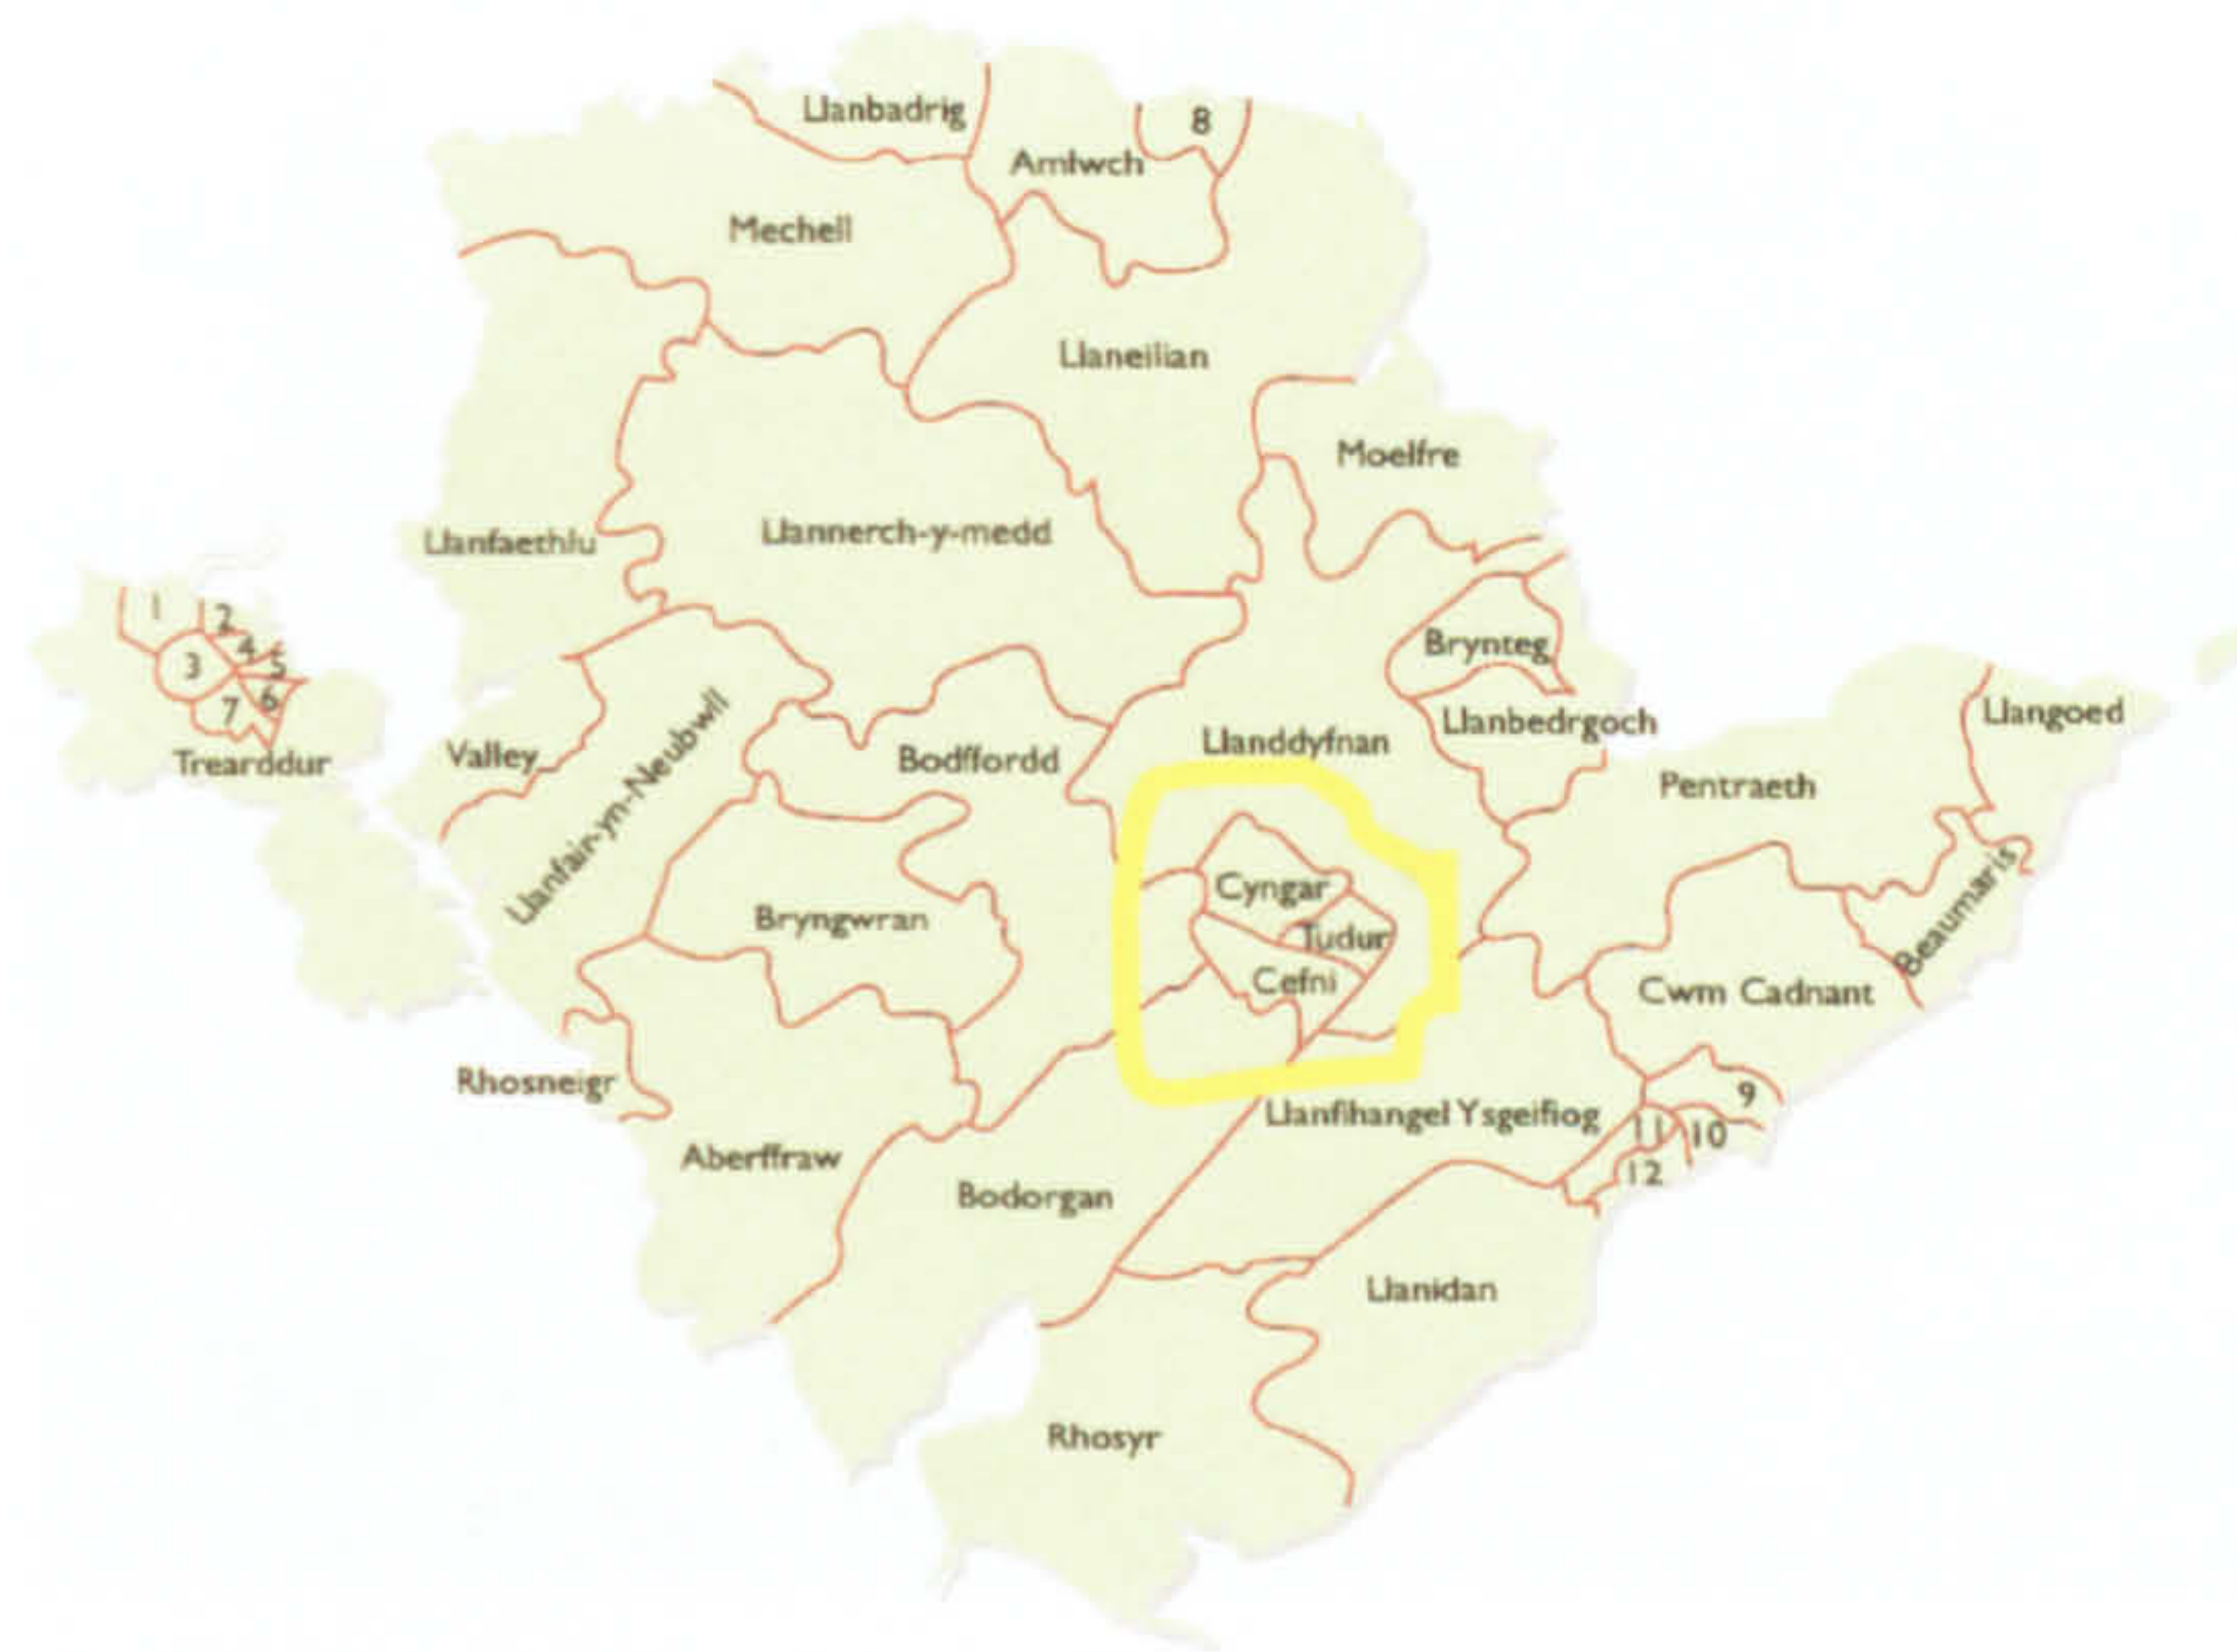 Llanbadrig
8
Amlwch
Mechell
Llaneilian
Moelfre
Llannerch-y-medd
Llanfaethlu
1
2
4
3
5
6
7
Trearddur
Brynteg
Llanbedrgoch
Llangoed
Valley
Llanfair-yn-Neubwll
Bodffordd
Llanddyfnan
Pentraeth
Cyngar
Beaumaris
Bryngwran
Tudur
Cefni
Cwm Cadnant
Rhosneigr
9
Llanfihangel Ysgeifiog
11
10
Aberffraw
12
Bodorgan
Llanidan
Rhosyr